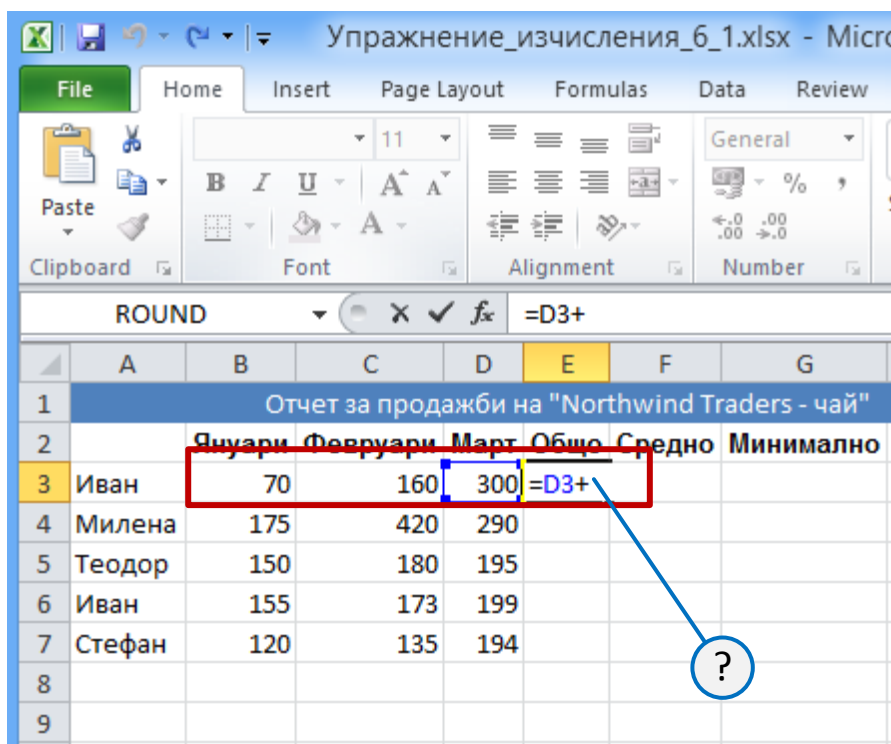 Упражнение_изчисления_6_1.xlsx - Micr
File Home Insert Page Layout Formulas Data Review
11 General
B I U A A
Paste A % ,
.0 .00
.00 .0
Clipboard Font Alignment Number
ROUND fx =D3+
A B C D E F G
1 Отчет за продажби на "Northwind Traders - чай"
2 Януари Февруари Март Общо Средно Минимално
3 Иван 70 160 300 =D3+
4 Милена 175 420 290
5 Теодор 150 180 195
6 Иван 155 173 199
7 Стефан 120 135 194
?
8
9